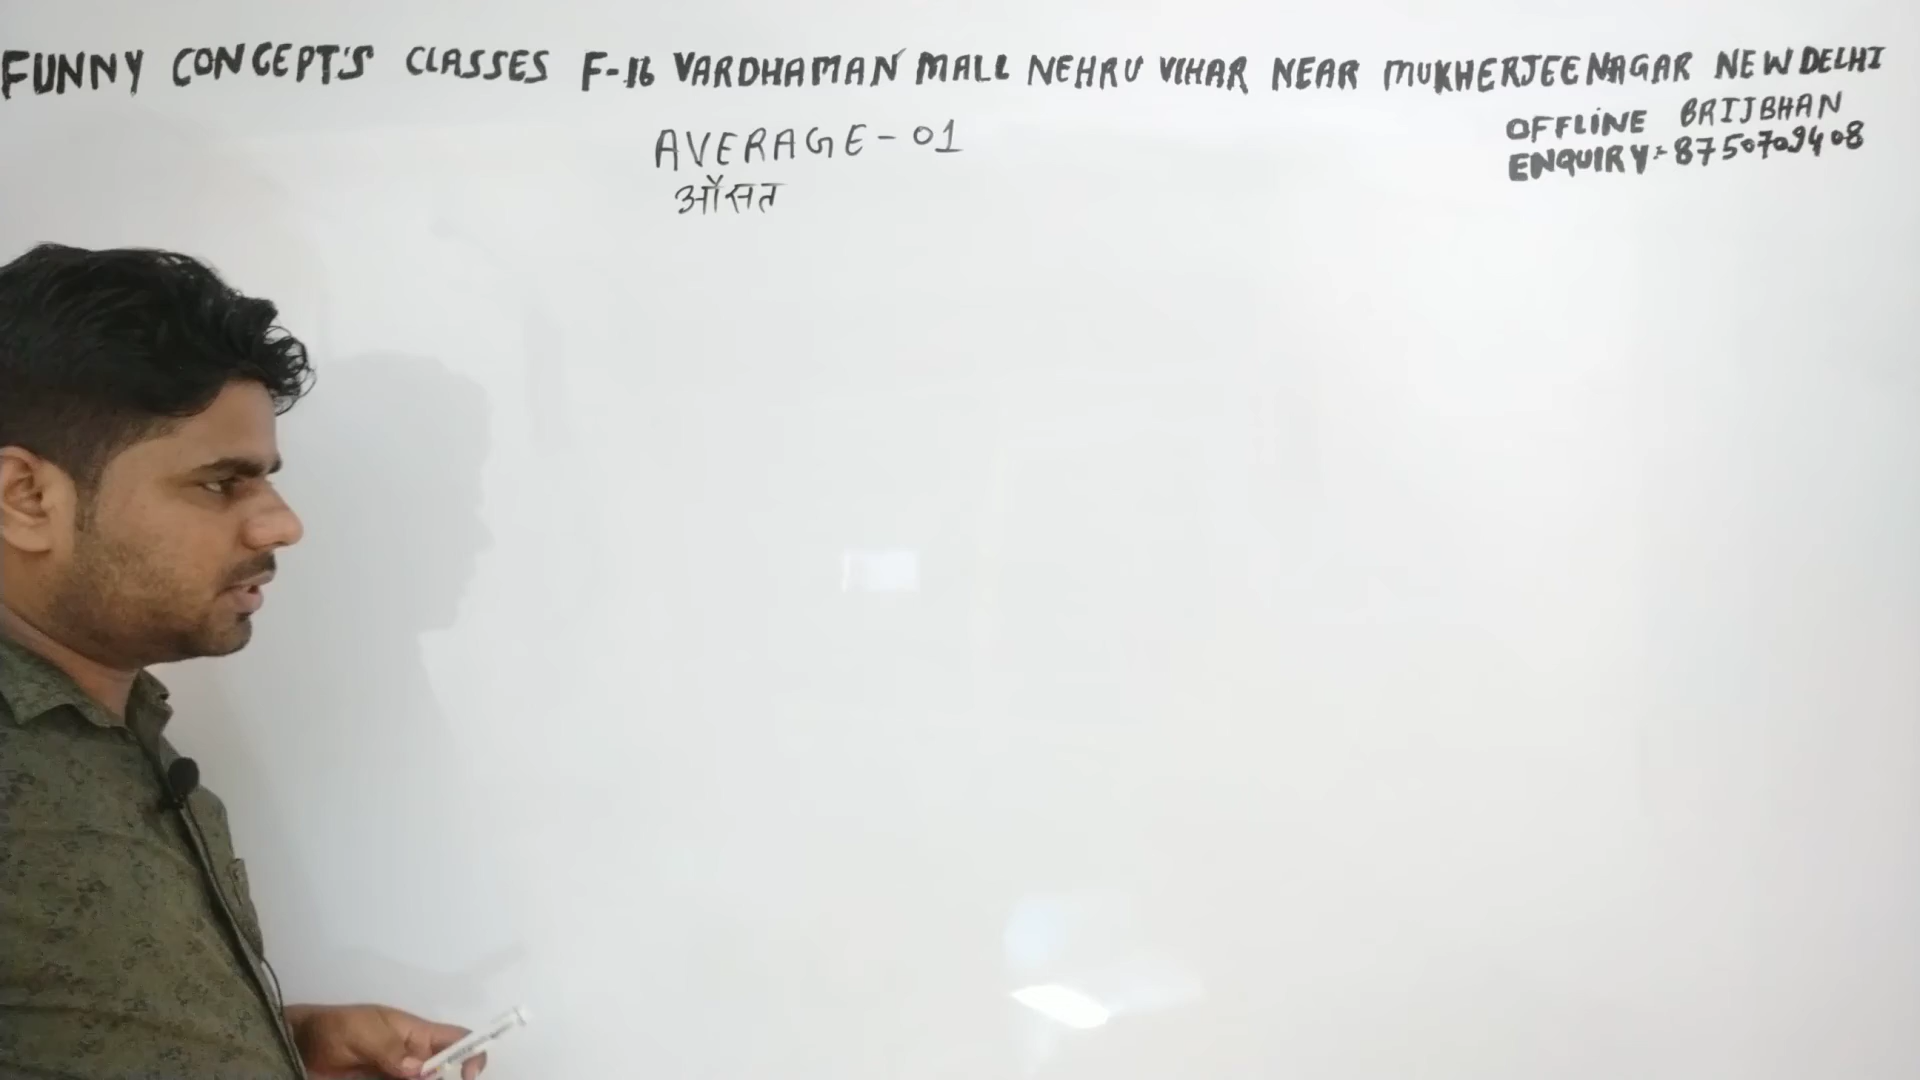 FUNNY CONCEPT'S CLASSES F-16 VARDHAMAN MALL NEHRU VIHAR NEAR MUKHERJEE NAGAR NEW DELHI
AVERAGE-01
औसत
OFFLINE BRIJBHAN
ENQUIRY:- 8750709408